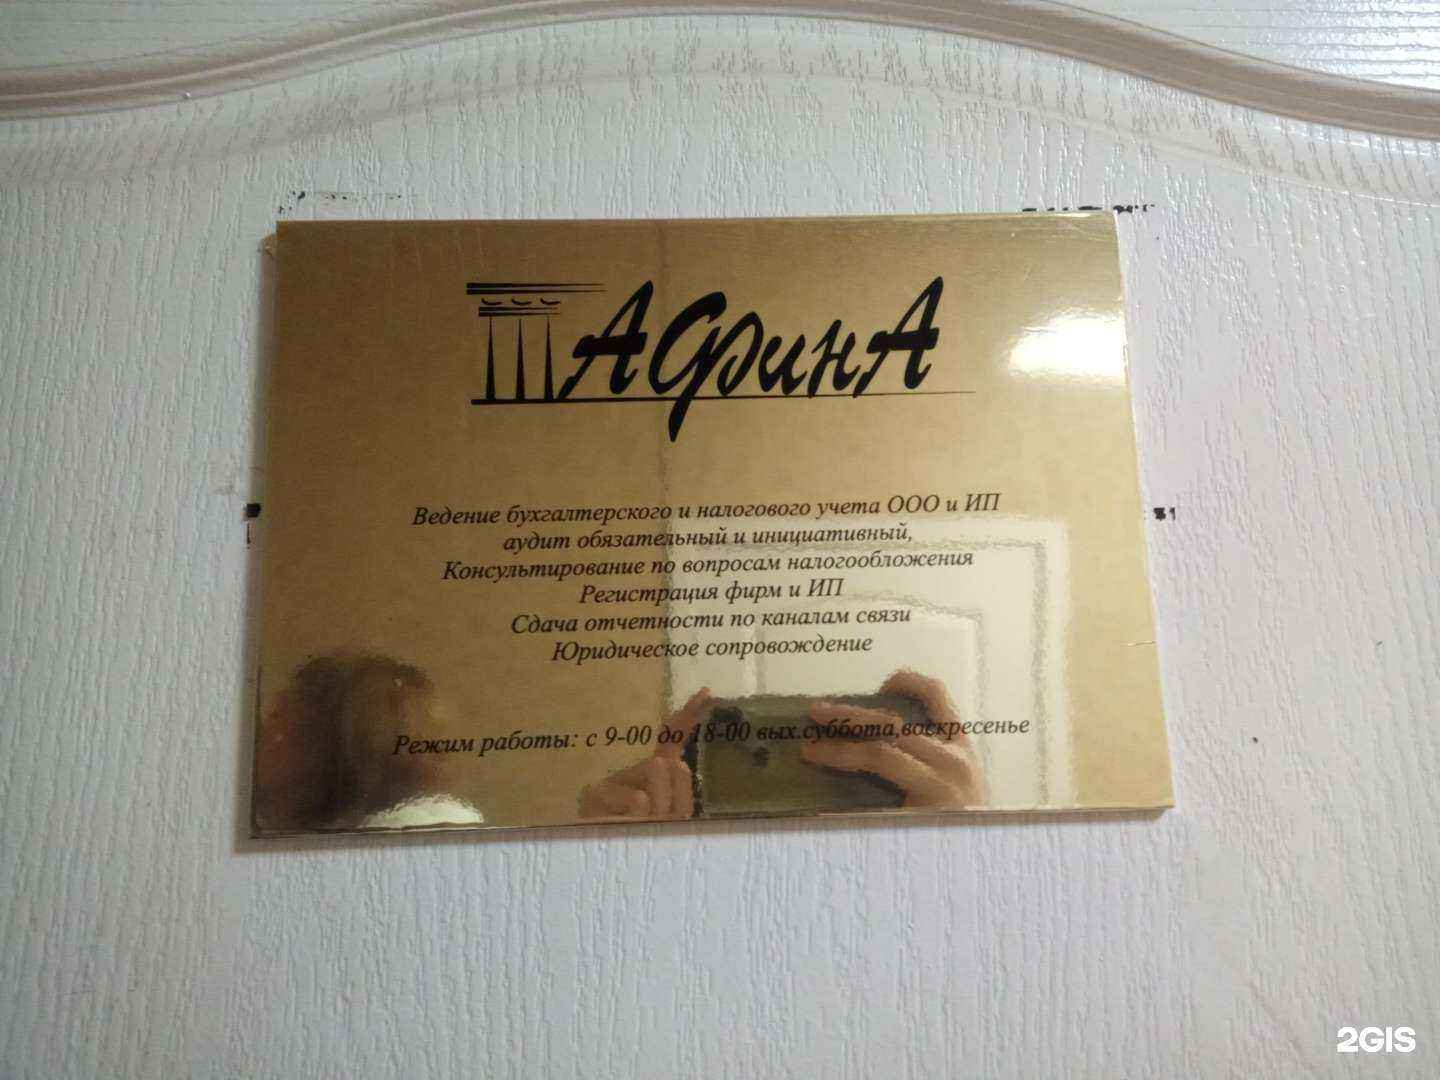 АфинА
Ведение бухгалтерского и налогового учета ООО и ИП
аудит обязательный и инициативный,
Консультирование по вопросам налогообложения
Регистрация фирм и ИП
Сдача отчетности по каналам связи
Юридическое сопровождение
Режим работы: с 9-00 до 18-00 вых.суббота,воскресенье
2GIS